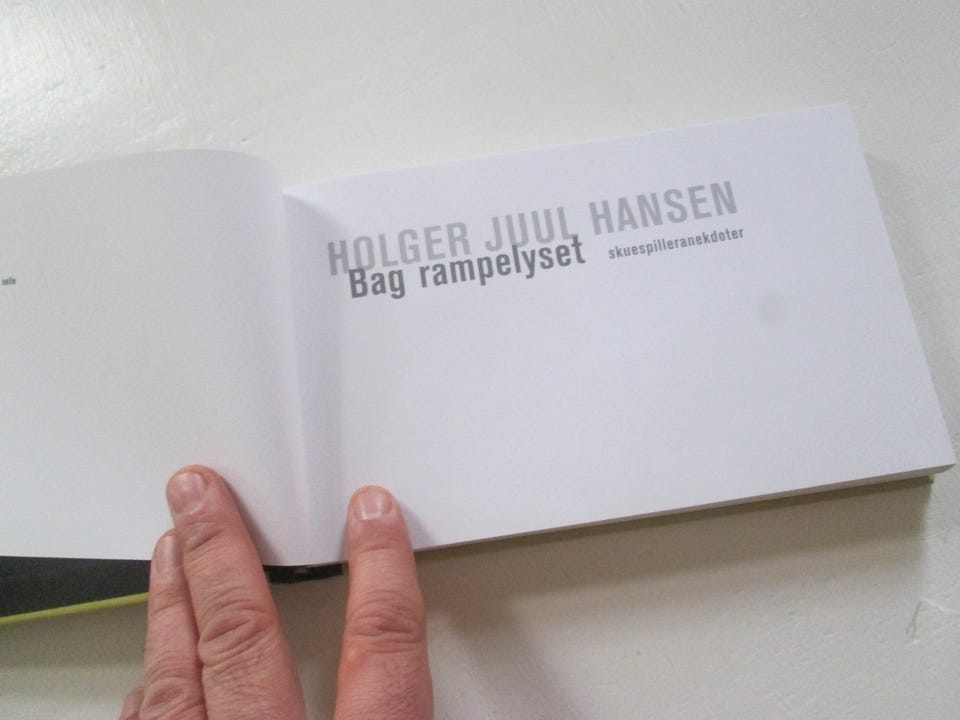 HOLGER JUUL HANSEN
Bag rampelyset skuespilleranekdoter